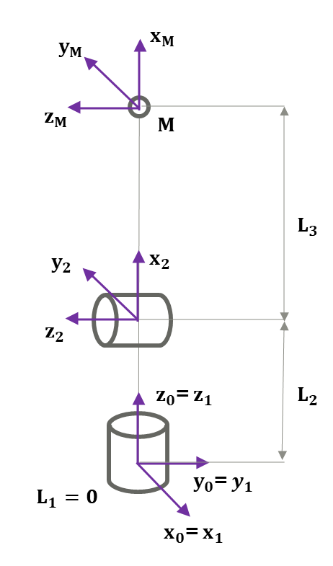 x_M
y_M
z_M
M
L_3
y_2
x_2
z_2
L_2
z_0= z_1
y_0= y_1
L_1 = 0
x_0= x_1